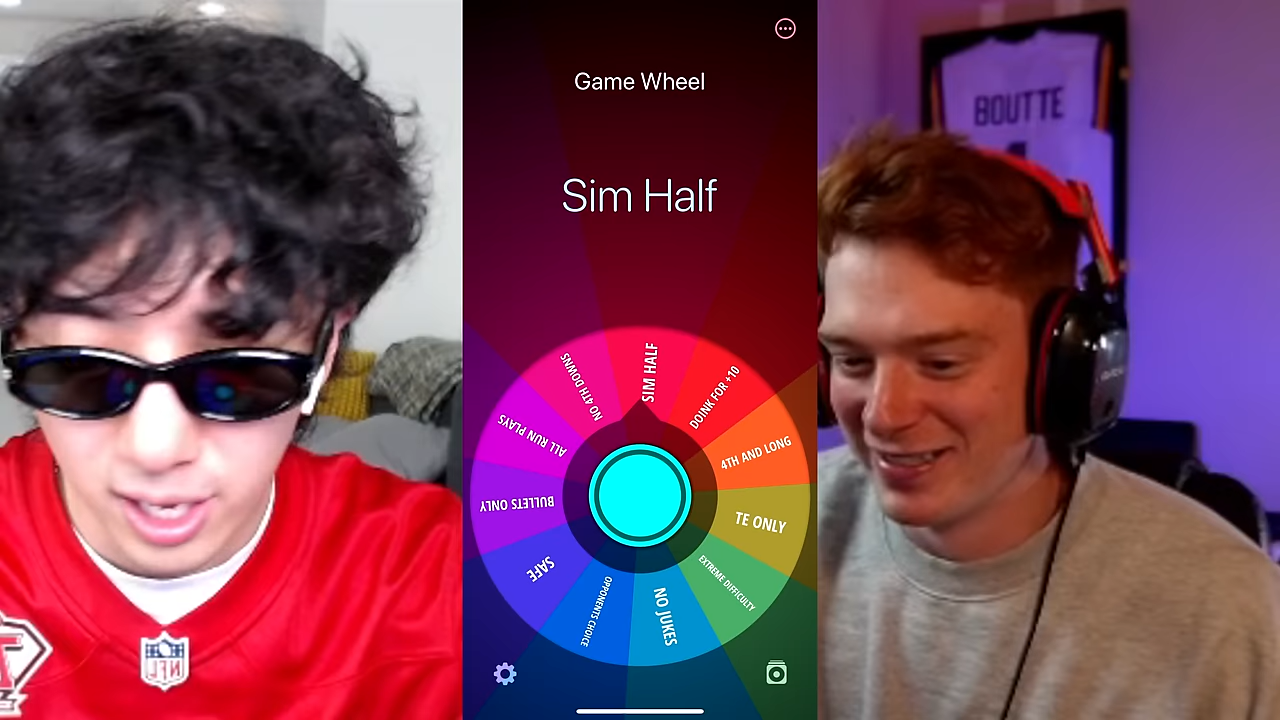 Game Wheel
Sim Half
SIM HALF
DOINK FOR +10
4TH AND LONG
TE ONLY
EXTREME DIFFICULTY
NO JUKES
OPPONENTS CHOICE
SAFE
BULLETS ONLY
ALL RUN PLAYS
NO 4TH DOWNS
BOUTTE
NFL